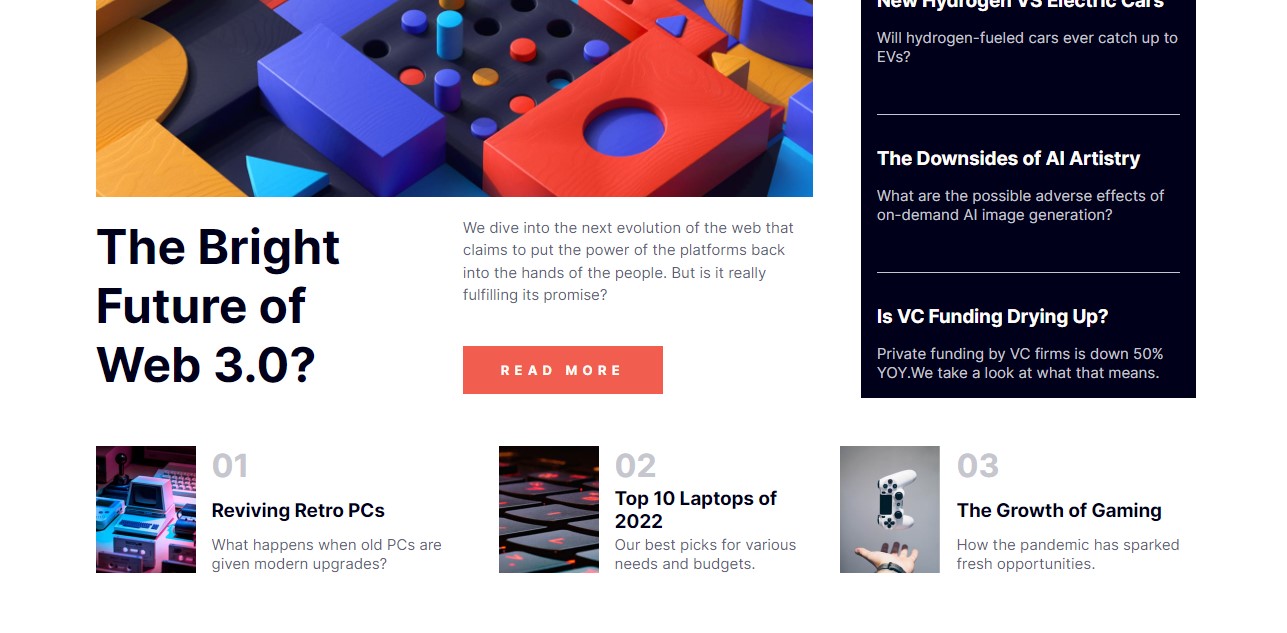 New Hydrogen VS Electric Cars
Will hydrogen-fueled cars ever catch up to
EVs?
The Downsides of AI Artistry
What are the possible adverse effects of
on-demand AI image generation?
Is VC Funding Drying Up?
Private funding by VC firms is down 50%
YOY.We take a look at what that means.
The Bright
Future of
Web 3.0?
We dive into the next evolution of the web that
claims to put the power of the platforms back
into the hands of the people. But is it really
fulfilling its promise?
READ MORE
01
Reviving Retro PCs
What happens when old PCs are
given modern upgrades?
02
Top 10 Laptops of
2022
Our best picks for various
needs and budgets.
03
The Growth of Gaming
How the pandemic has sparked
fresh opportunities.